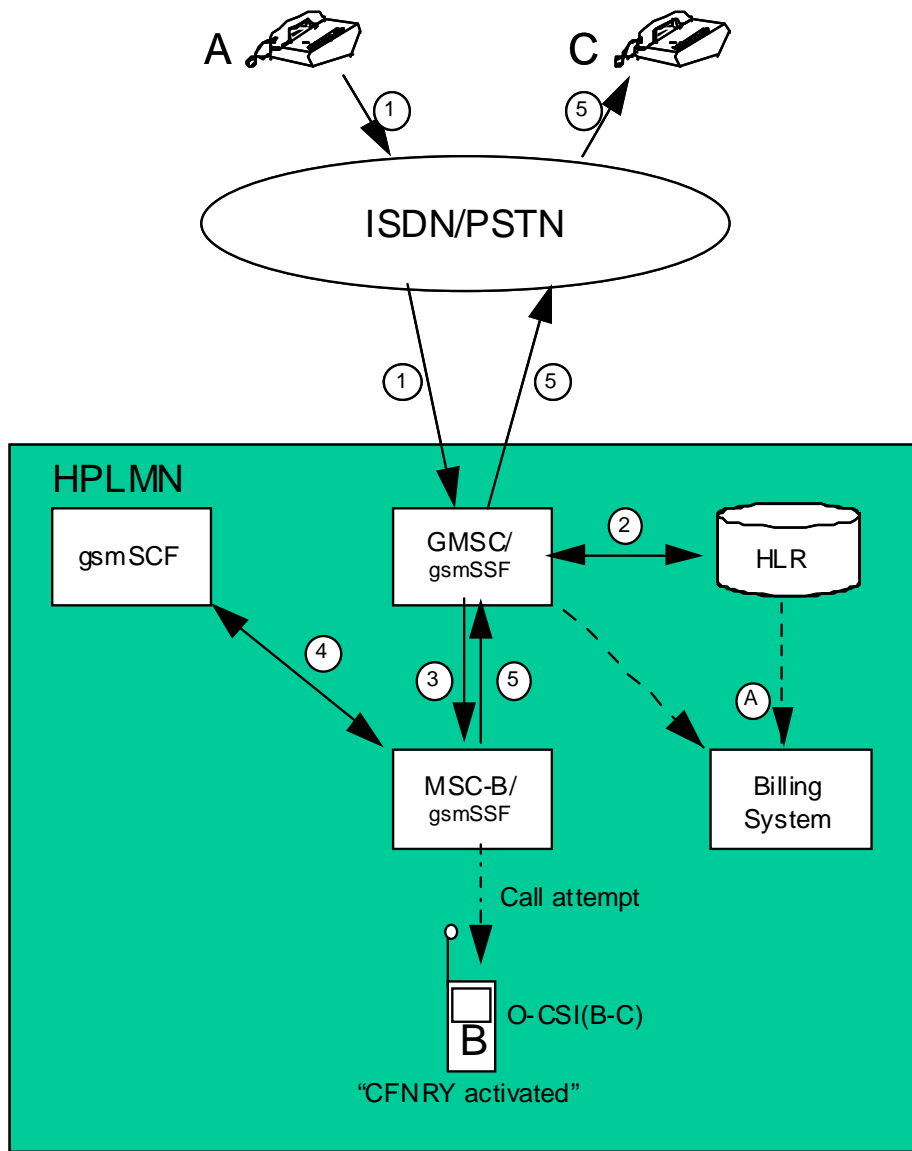 A
C
1
5
ISDN/PSTN
1
5
HPLMN
gsmSCF
GMSC/
gsmSSF
2
HLR
4
3
5
A
MSC-B/
gsmSSF
Billing
System
Call attempt
O-CSI(B-C)
B
“CFNRY activated”